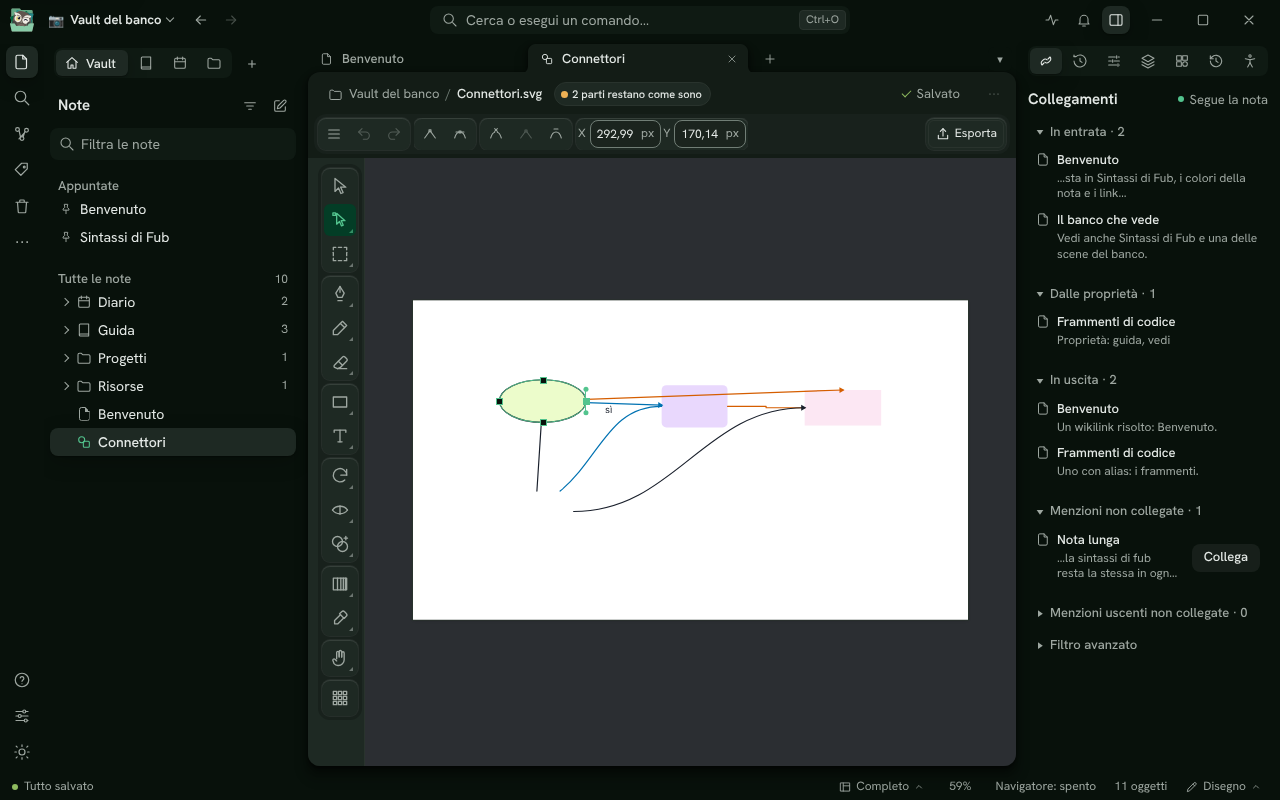 Vault del banco
Cerca o esegui un comando...
Ctrl+O
Vault
Benvenuto
Connettori
Note
Filtra le note
Appuntate
Benvenuto
Sintassi di Fub
Tutte le note 10
Diario 2
Guida 3
Progetti 1
Risorse 1
Benvenuto
Connettori
Vault del banco / Connettori.svg
2 parti restano come sono
Salvato
X 292,99 px Y 170,14 px
Esporta
sì
Collegamenti
Segue la nota
In entrata · 2
Benvenuto
...sta in Sintassi di Fub, i colori della
nota e i link...
Il banco che vede
Vedi anche Sintassi di Fub e una delle
scene del banco.
Dalle proprietà · 1
Frammenti di codice
Proprietà: guida, vedi
In uscita · 2
Benvenuto
Un wikilink risolto: Benvenuto.
Frammenti di codice
Uno con alias: i frammenti.
Menzioni non collegate · 1
Nota lunga
...la sintassi di fub
resta la stessa in ogn...
Collega
Menzioni uscenti non collegate · 0
Filtro avanzato
Tutto salvato
Completo
59%
Navigatore: spento
11 oggetti
Disegno